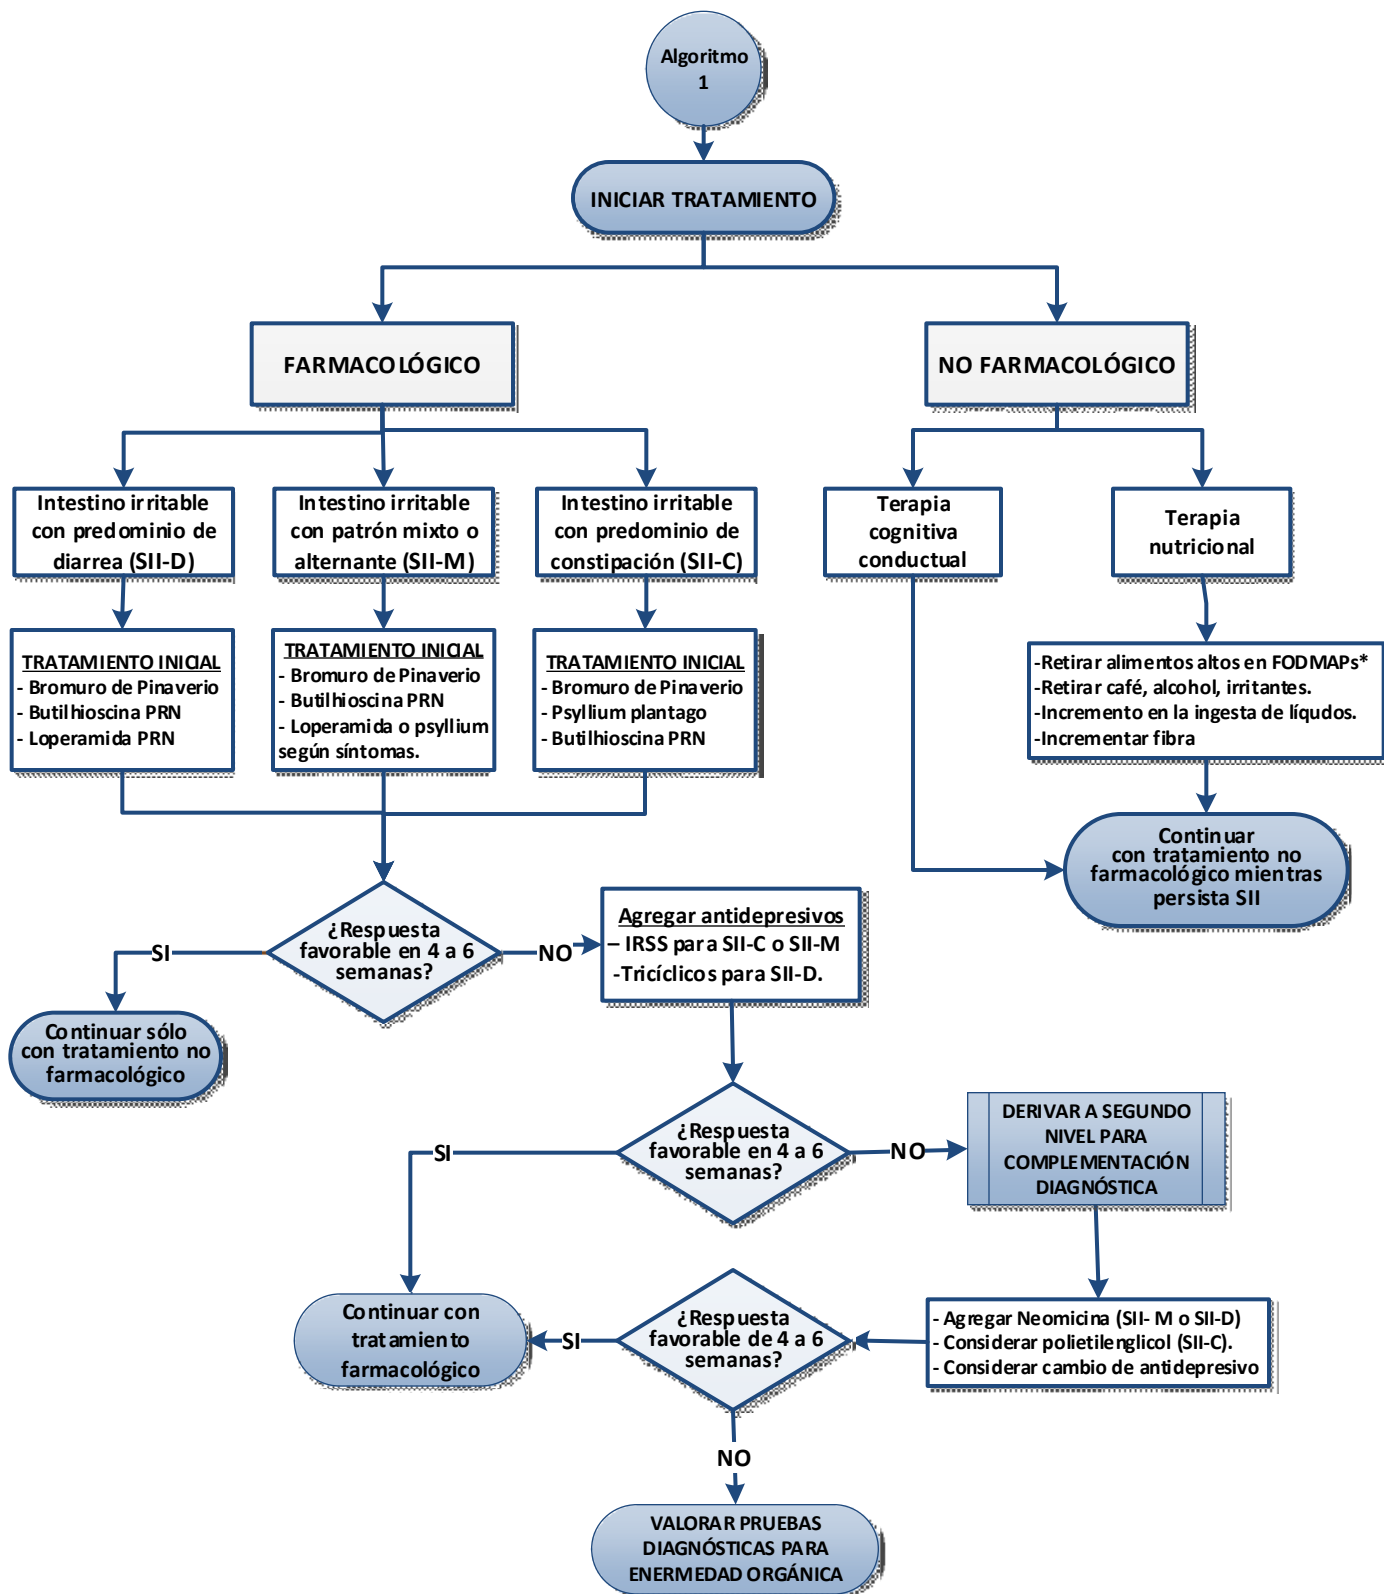 Algoritmo
1
INICIAR TRATAMIENTO
FARMACOLÓGICO
NO FARMACOLÓGICO
Intestino irritable
con predominio de
diarrea (SII-D)
Intestino irritable
con patrón mixto o
alternante (SII-M)
Intestino irritable
con predominio de
constipación (SII-C)
Terapia
cognitiva
conductual
Terapia
nutricional
TRATAMIENTO INICIAL
- Bromuro de Pinaverio
- Butilhioscina PRN
- Loperamida PRN
TRATAMIENTO INICIAL
- Bromuro de Pinaverio
- Butilhioscina PRN
- Loperamida o psyllium
según síntomas.
TRATAMIENTO INICIAL
- Bromuro de Pinaverio
- Psyllium plantago
- Butilhioscina PRN
-Retirar alimentos altos en FODMAPs*
-Retirar café, alcohol, irritantes.
-Incremento en la ingesta de líqudos.
-Incrementar fibra
Continuar
con tratamiento no
farmacológico mientras
persista SII
¿Respuesta
favorable en 4 a 6
semanas?
SI
NO
Agregar antidepresivos
– IRSS para SII-C o SII-M
-Tricíclicos para SII-D.
Continuar sólo
con tratamiento no
farmacológico
¿Respuesta
favorable en 4 a 6
semanas?
SI
NO
DERIVAR A SEGUNDO
NIVEL PARA
COMPLEMENTACIÓN
DIAGNÓSTICA
- Agregar Neomicina (SII- M o SII-D)
- Considerar polietilenglicol (SII-C).
- Considerar cambio de antidepresivo
¿Respuesta
favorable de 4 a 6
semanas?
SI
Continuar con
tratamiento
farmacológico
NO
VALORAR PRUEBAS
DIAGNÓSTICAS PARA
ENERMEDAD ORGÁNICA